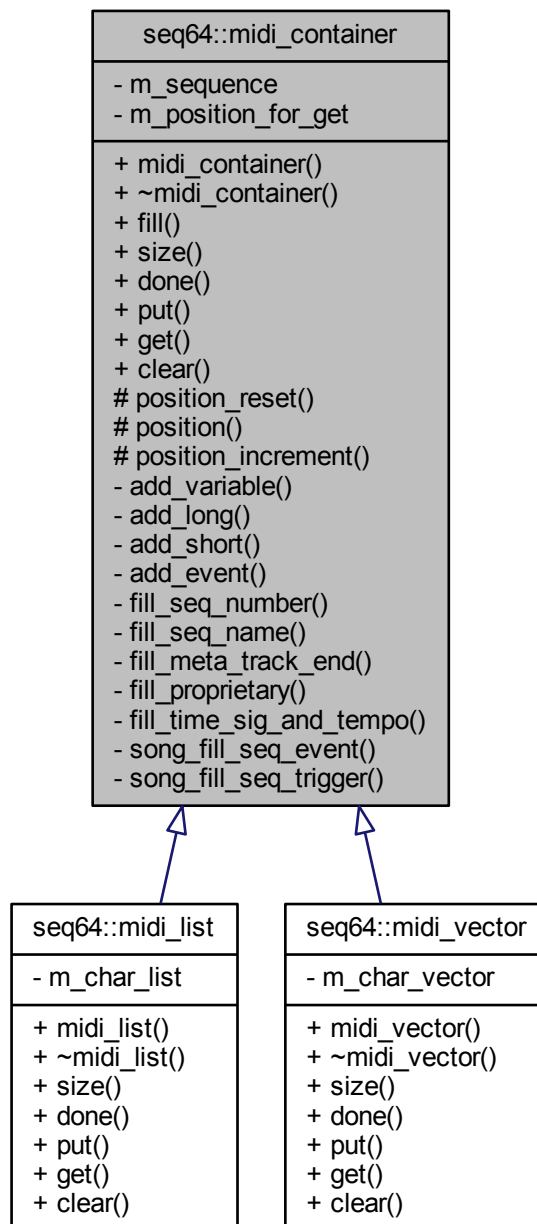 seq64::midi_container
- m_sequence
- m_position_for_get
+ midi_container()
+ ~midi_container()
+ fill()
+ size()
+ done()
+ put()
+ get()
+ clear()
# position_reset()
# position()
# position_increment()
- add_variable()
- add_long()
- add_short()
- add_event()
- fill_seq_number()
- fill_seq_name()
- fill_meta_track_end()
- fill_proprietary()
- fill_time_sig_and_tempo()
- song_fill_seq_event()
- song_fill_seq_trigger()
seq64::midi_list
- m_char_list
+ midi_list()
+ ~midi_list()
+ size()
+ done()
+ put()
+ get()
+ clear()
seq64::midi_vector
- m_char_vector
+ midi_vector()
+ ~midi_vector()
+ size()
+ done()
+ put()
+ get()
+ clear()